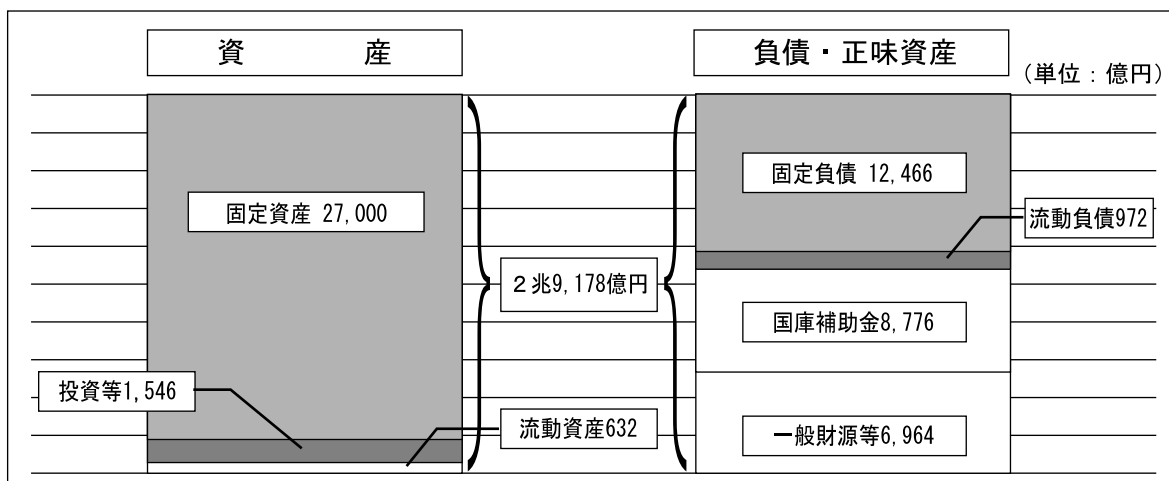 資　　　産
負債・正味資産
（単位：億円）
固定負債 12,466
固定資産 27,000
流動負債972
２兆9,178億円
国庫補助金8,776
投資等1,546
流動資産632
一般財源等6,964